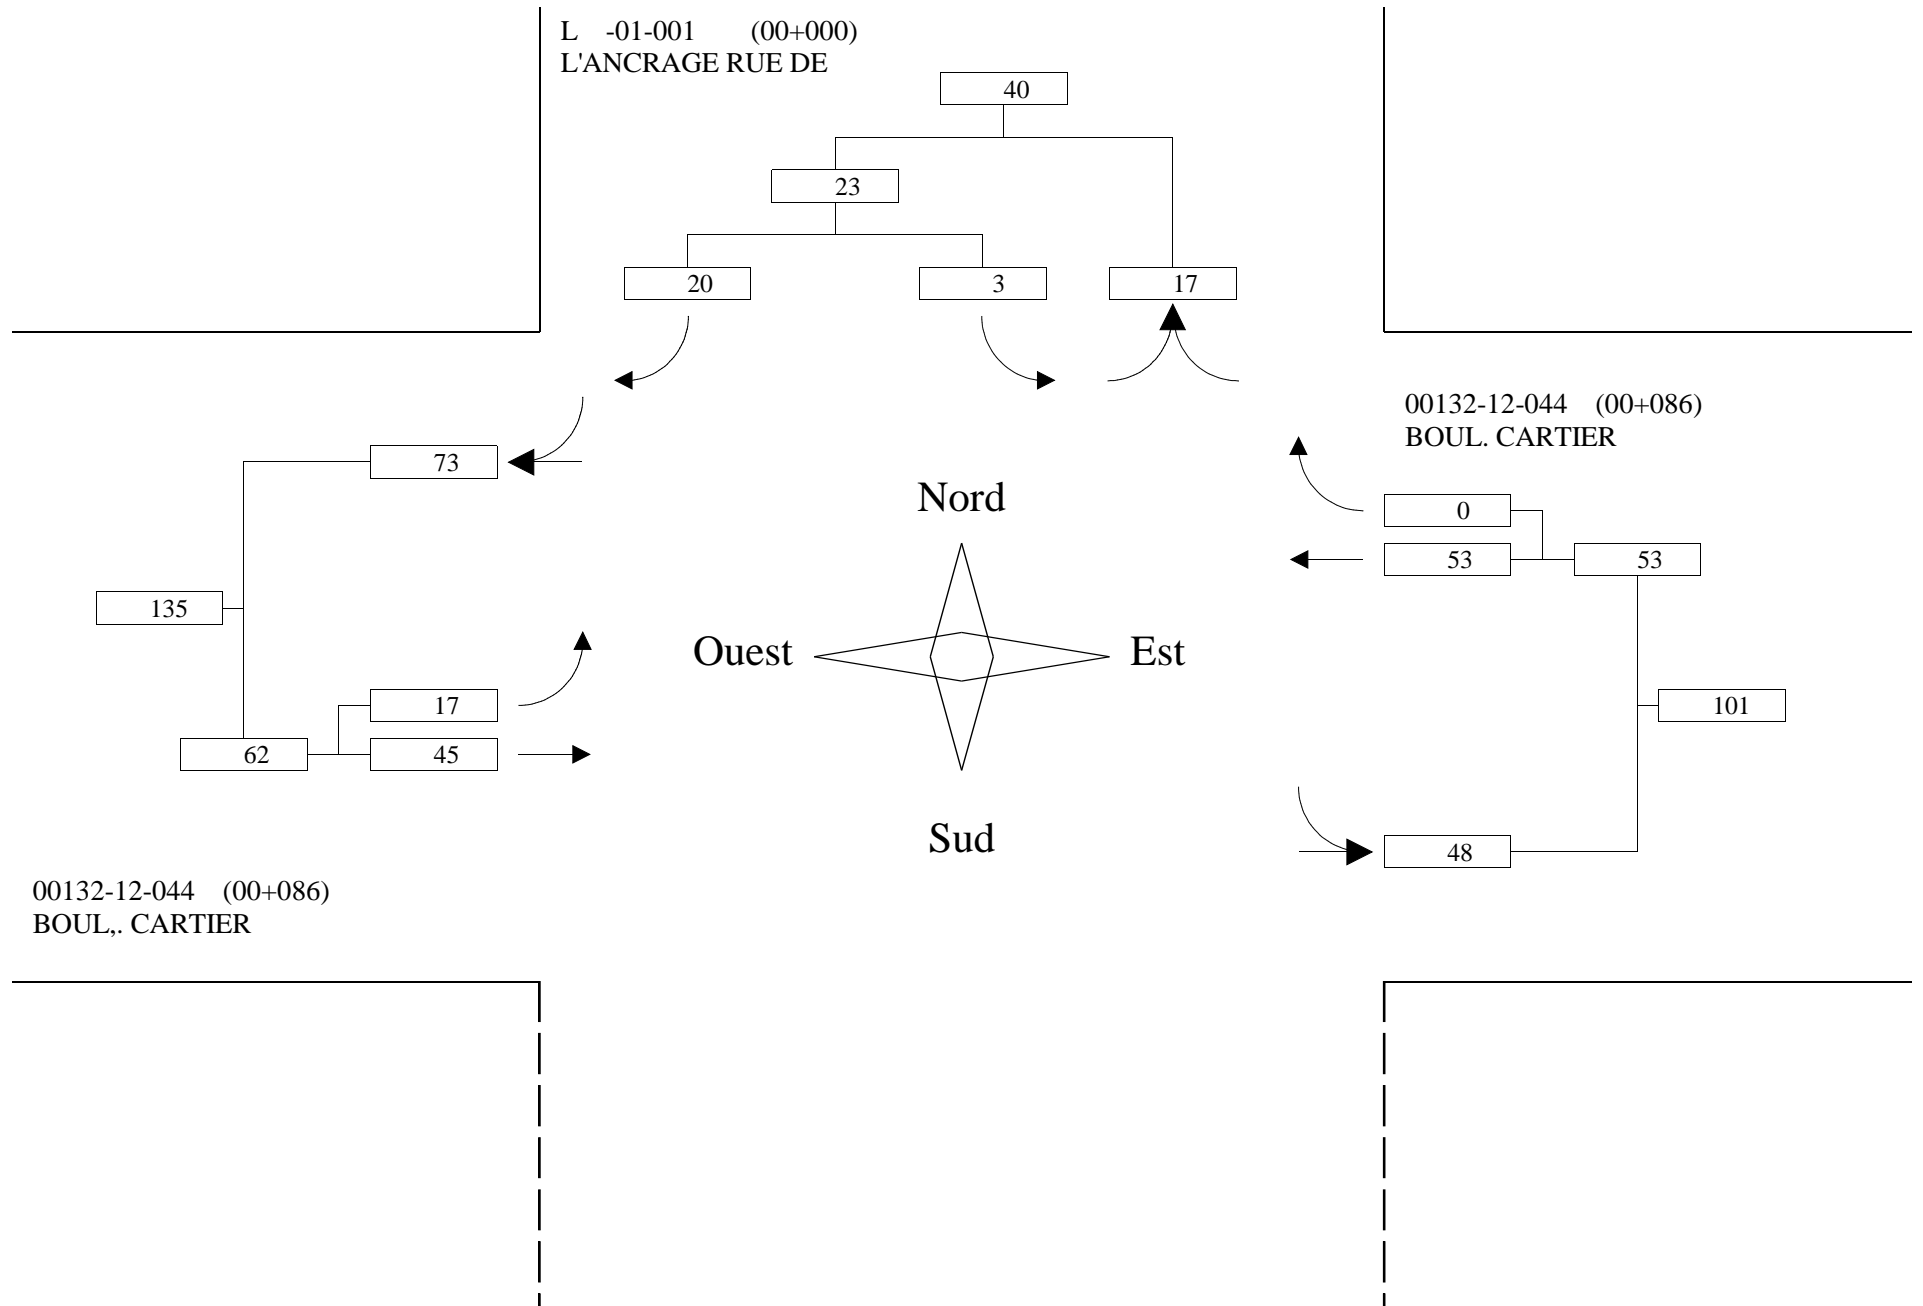 L -01-001 (00+000)
L'ANCRAGE RUE DE
40
23
20 3 17
00132-12-044 (00+086)
BOUL. CARTIER
73
Nord
0
53 53
135
Ouest Est
17
101
62 45
Sud
48
00132-12-044 (00+086)
BOUL,. CARTIER